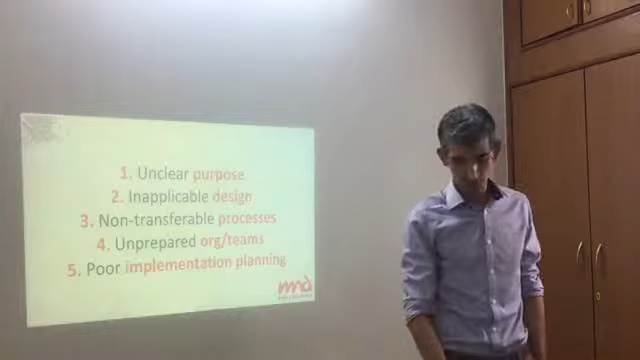 1. Unclear purpose
2. Inapplicable design
3. Non-transferable processes
4. Unprepared org/teams
5. Poor implementation planning